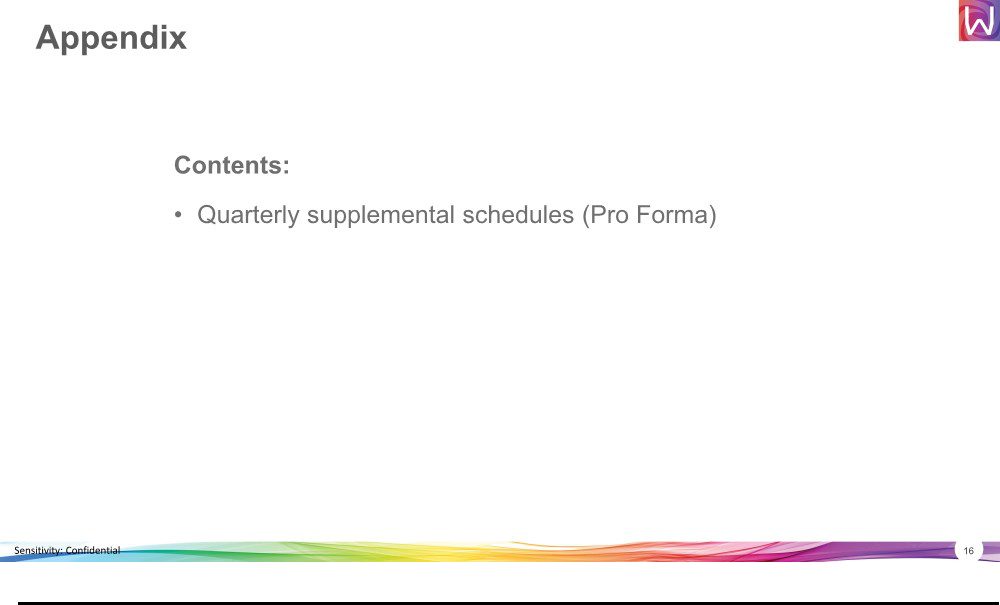 Appendix
W
Contents:
• Quarterly supplemental schedules (Pro Forma)
Sensitivity: Confidential
16